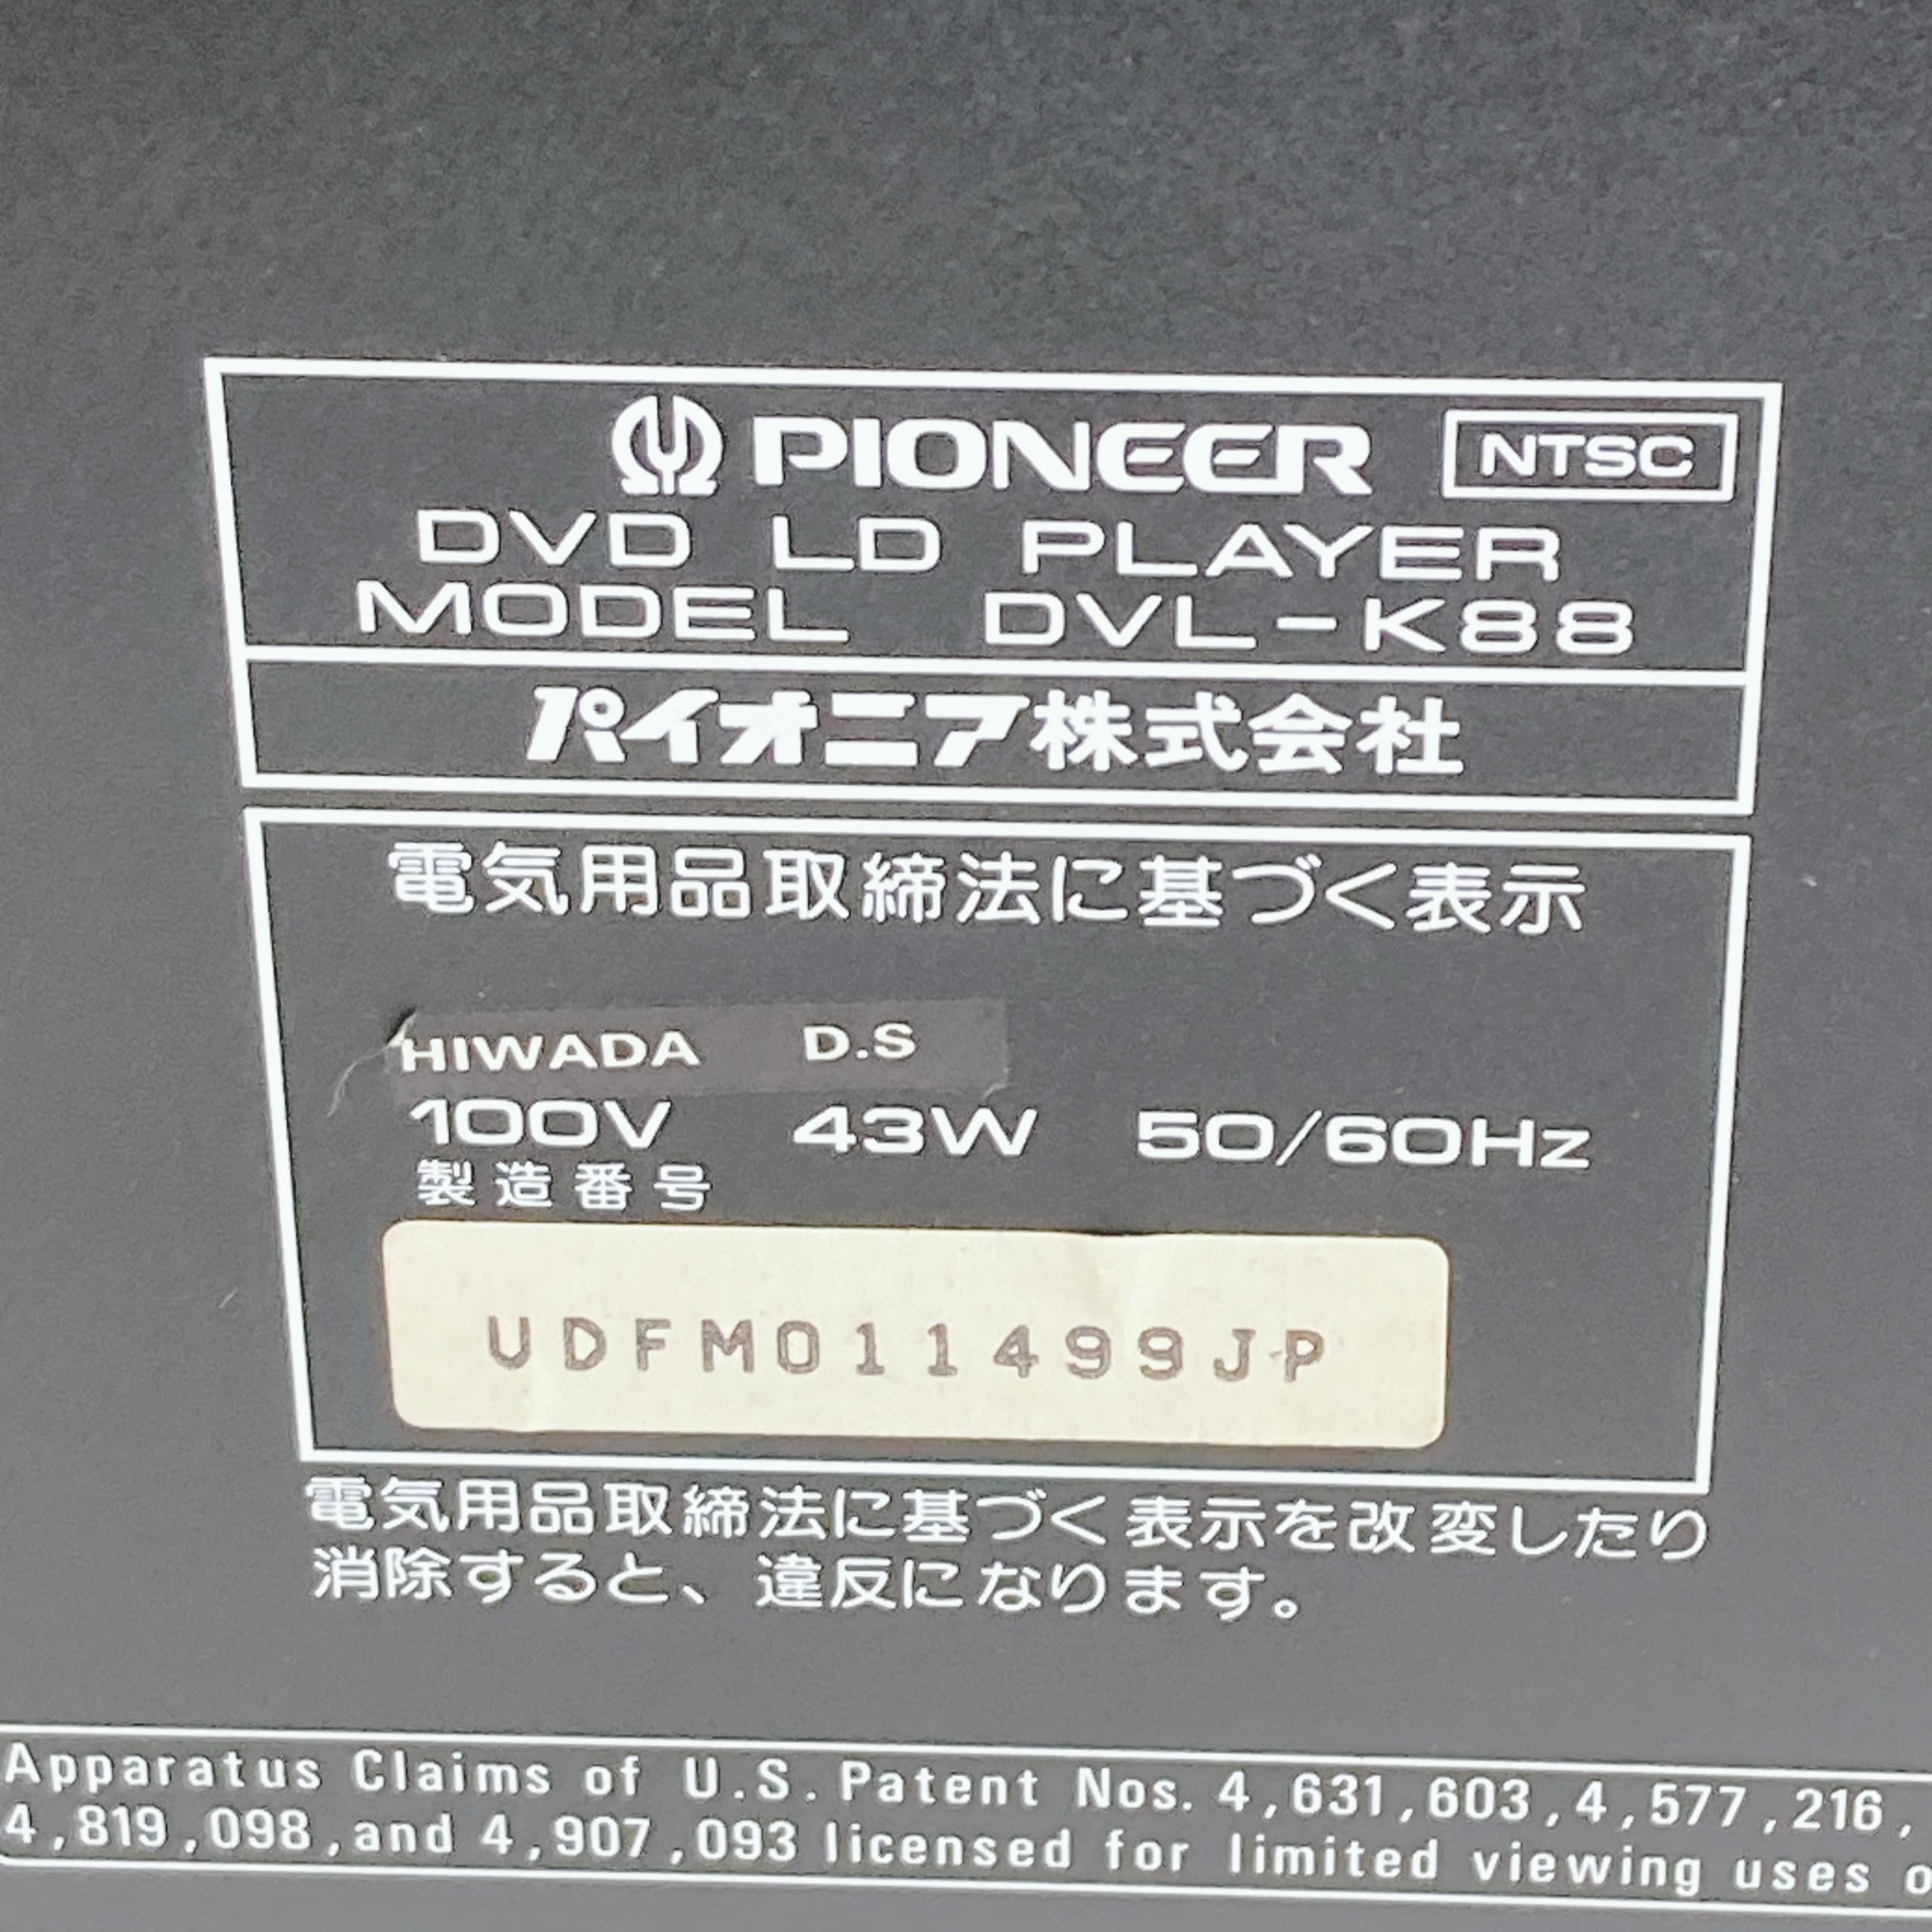 PIONEER NTSC
DVD LD PLAYER
MODEL DVL-K88
パイオニア株式会社
電気用品取締法に基づく表示
HIWADA D.S
100V 43W 50/60Hz
製造番号
UDFM011499JP
電気用品取締法に基づく表示を改変したり
消除すると、違反になります。
Apparatus Claims of U.S. Patent Nos. 4,631,603,4,577,216,
4,819,098,and 4,907,093 licensed for limited viewing uses